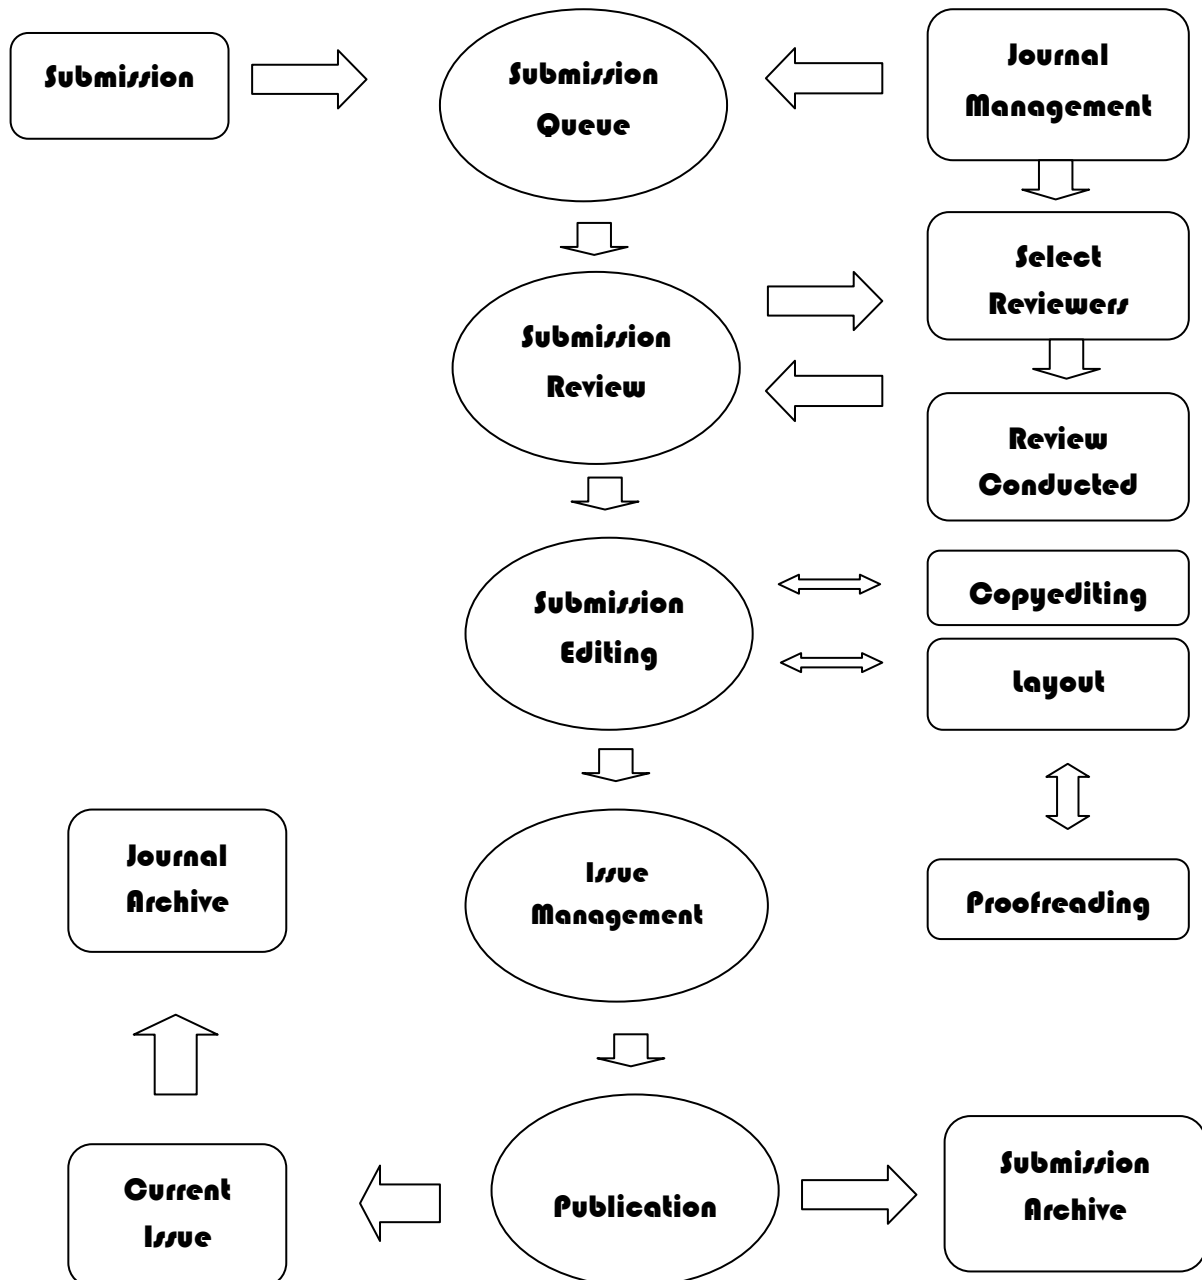 Submission
Submission
Queue
Journal
Management
Select
Reviewers
Submission
Review
Review
Conducted
Submission
Editing
Copyediting
Layout
Journal
Archive
Issue
Management
Proofreading
Current
Issue
Publication
Submission
Archive